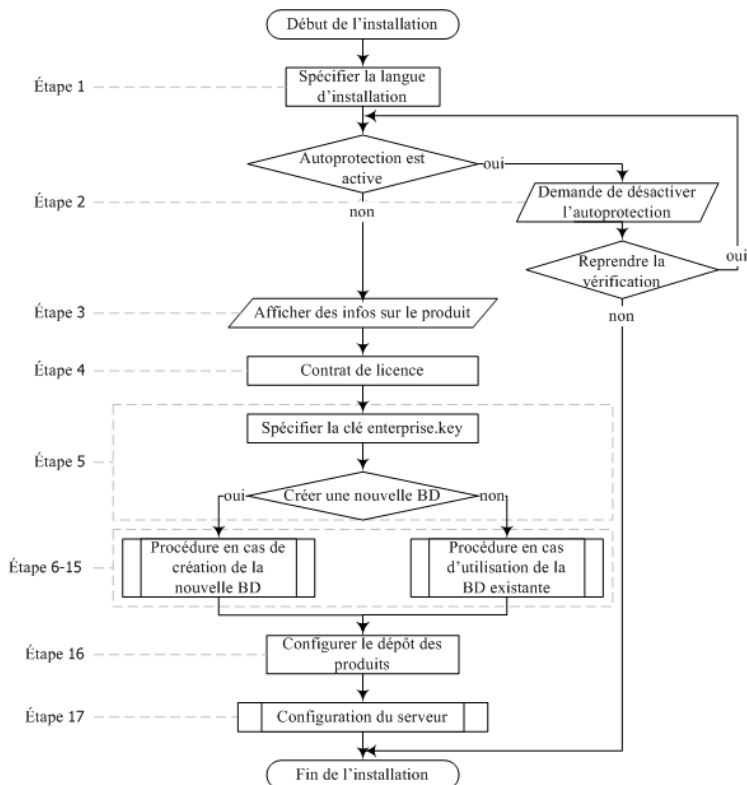 Début de l'installation
Étape 1
Spécifier la langue
d'installation
Autoprotection est
active
oui
non
Étape 2
Demande de désactiver
l'autoprotection
Reprendre la
vérification
oui
non
Étape 3
Afficher des infos sur le produit
Étape 4
Contrat de licence
Étape 5
Spécifier la clé enterprise.key
Créer une nouvelle BD
oui
non
Étape 6-15
Procédure en cas de
création de la
nouvelle BD
Procédure en cas
d'utilisation de la
BD existante
Étape 16
Configurer le dépôt des
produits
Étape 17
Configuration du serveur
Fin de l'installation